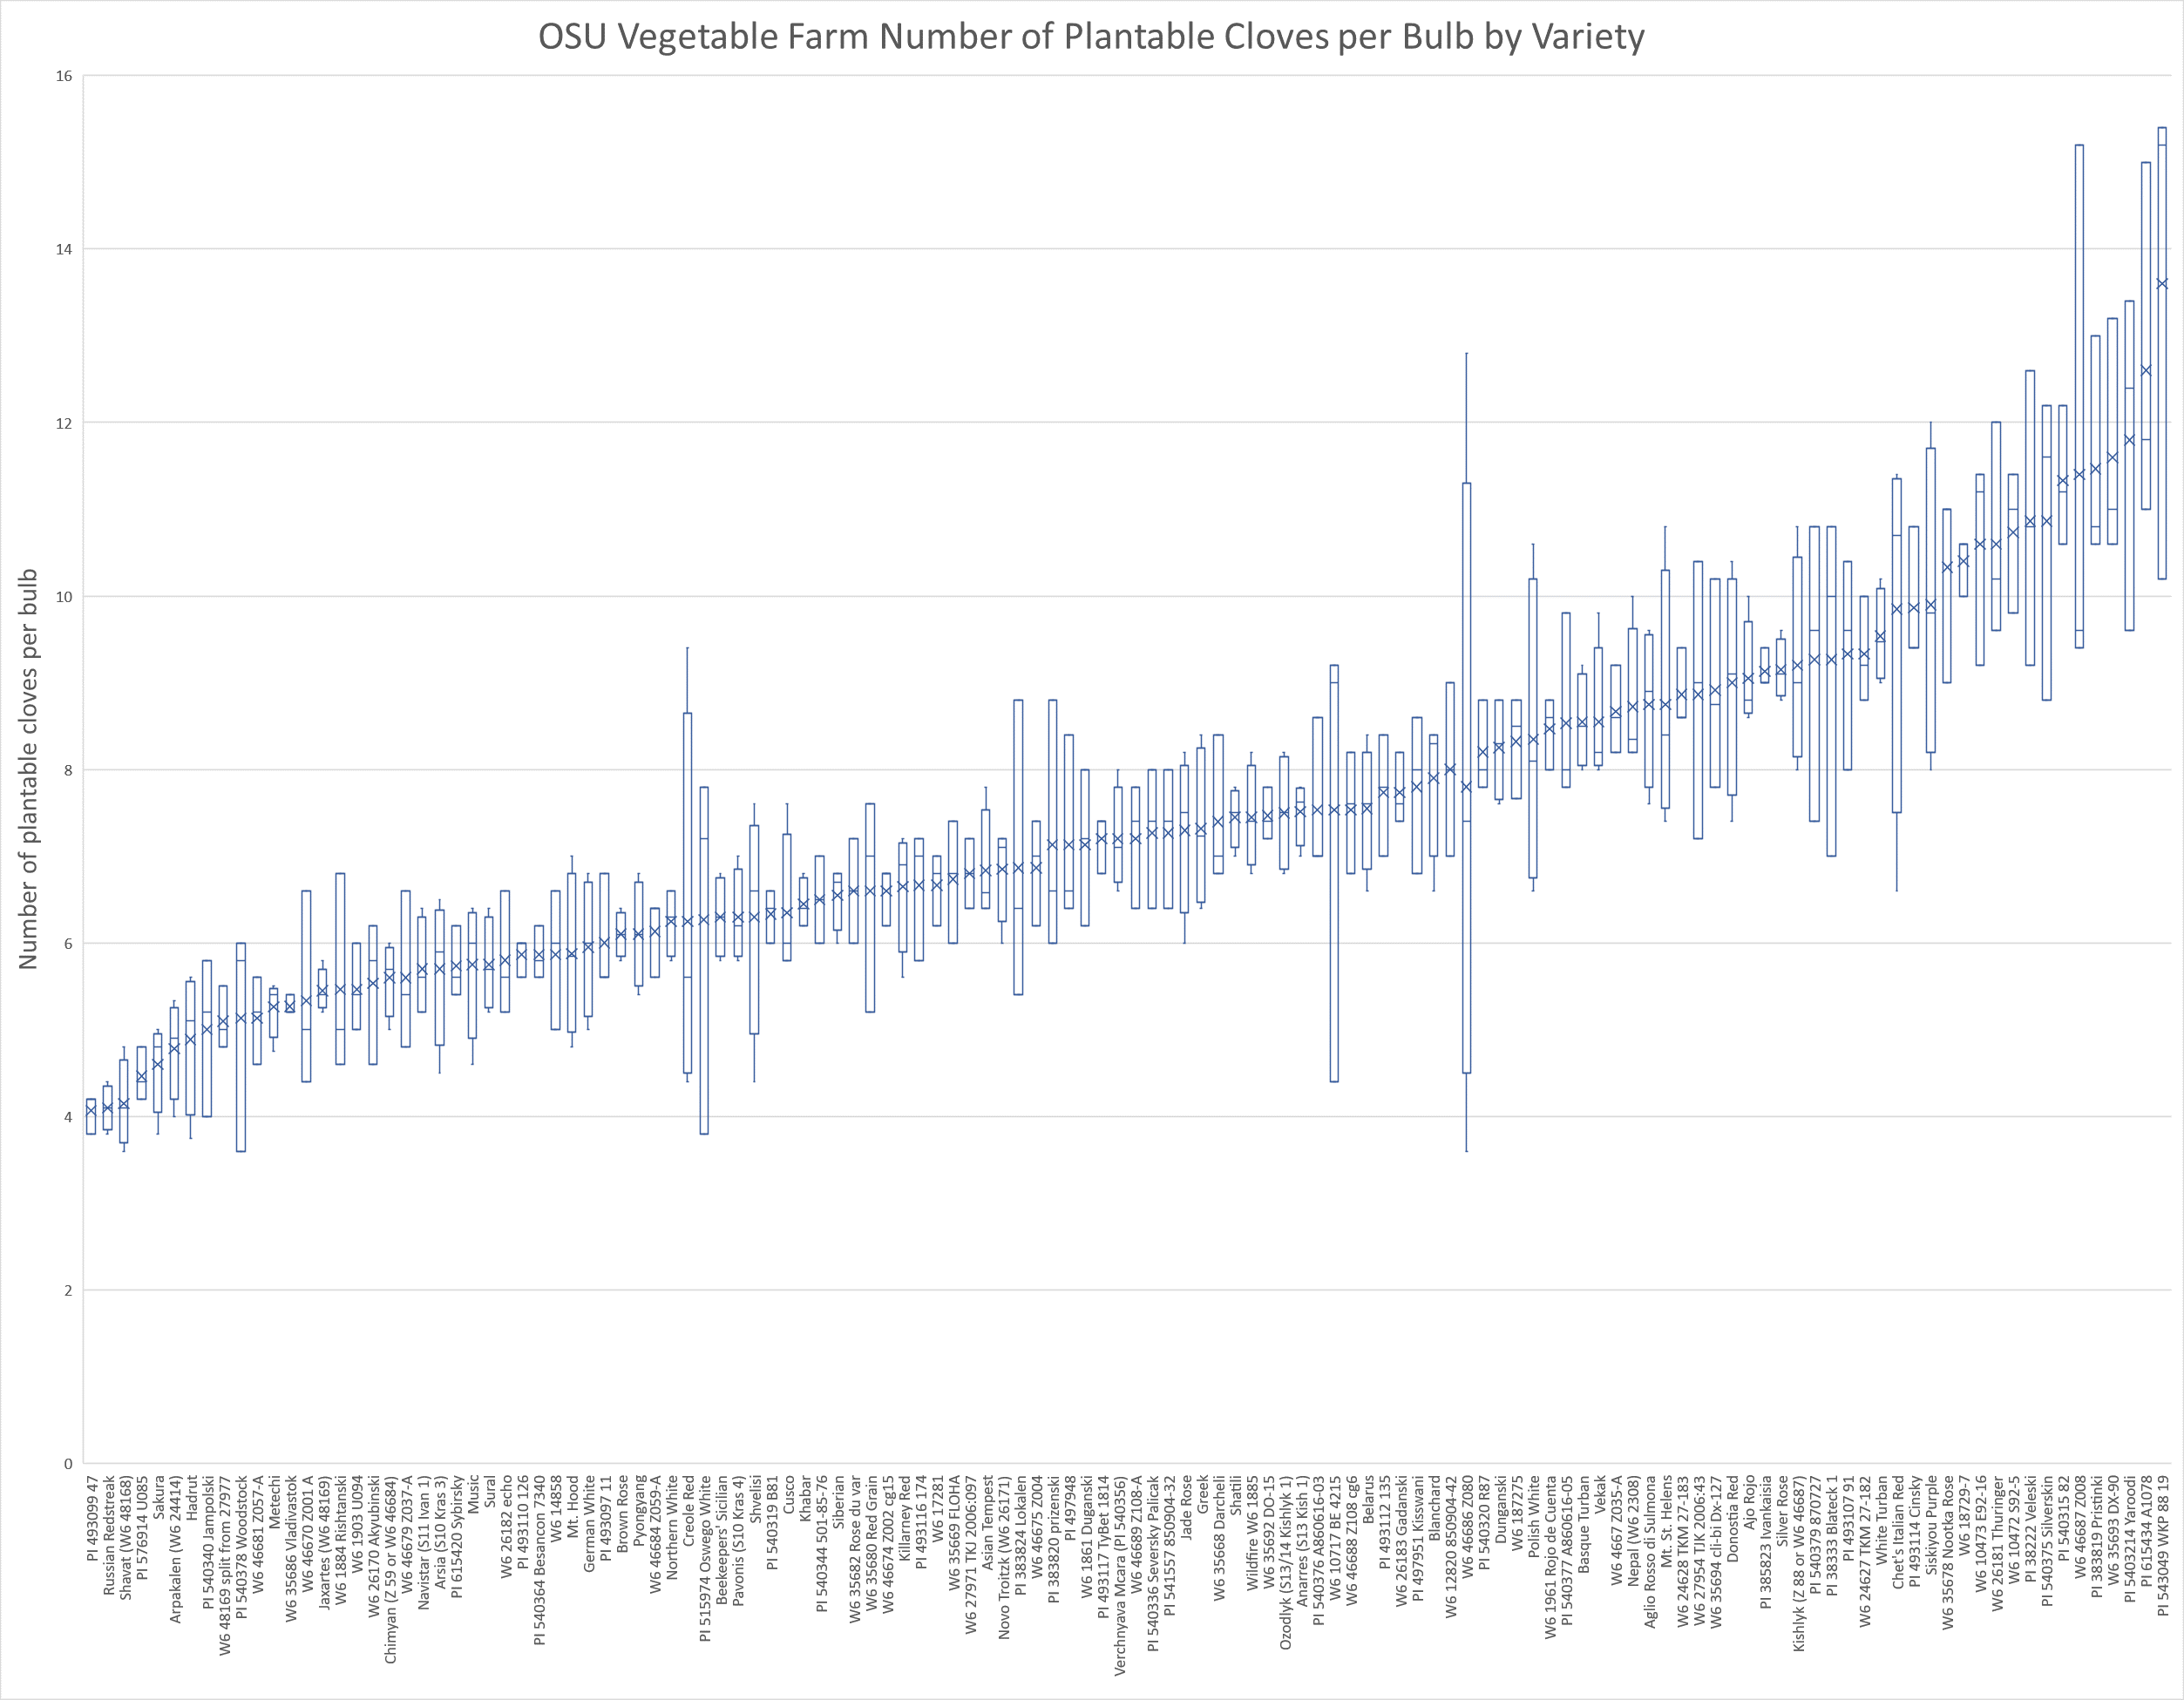 OSU Vegetable Farm Number of Plantable Cloves per Bulb by Variety
Number of plantable cloves per bulb
16
14
12
10
8
6
4
2
0
PI 493099 47
Russian Redstreak
Shavat (W6 48168)
PI 576914 U085
Sakura
Arpakalen (W6 24414)
Hadrut
PI 540340 Jampolski
W6 48169 split from 27977
PI 540378 Woodstock
W6 46681 Z057-A
Metechi
W6 35686 Vladivastok
W6 46670 Z001 A
Jaxartes (W6 48169)
W6 1884 Rishtanski
W6 1903 U094
W6 26170 Akyubinski
Chimyan (Z 59 or W6 46684)
W6 46679 Z037-A
Navistar (S11 Ivan 1)
Arsia (S10 Kras 3)
PI 615420 Sybirsky
Music
Sural
W6 26182 echo
PI 493110 126
PI 540364 Besancon 7340
W6 14858
Mt. Hood
German White
PI 493097 11
Brown Rose
Pyongyang
W6 46684 Z059-A
Northern White
Creole Red
PI 515974 Oswego White
Beekeepers' Sicilian
Pavonis (S10 Kras 4)
Shvelisi
PI 540319 B81
Cusco
Khabar
PI 540344 501-85-76
Siberian
W6 35682 Rose du var
W6 35680 Red Grain
W6 46674 Z002 cg15
Killarney Red
PI 493116 174
W6 17281
W6 35669 FLOHA
W6 27971 TKJ 2006:097
Asian Tempest
Novo Troitzk (W6 26171)
PI 383824 Lokalen
W6 46675 Z004
PI 383820 prizenski
PI 497948
W6 1861 Duganski
PI 493117 TyBet 1814
Verchnyava Mcara (PI 540356)
W6 46689 Z108-A
PI 540336 Seversky Palicak
PI 541557 850904-32
Jade Rose
Greek
W6 35668 Darcheli
Shatili
Wildfire W6 1885
W6 35692 DO-15
Ozodlyk (S13/14 Kishlyk 1)
Anarres (S13 Kish 1)
PI 540376 A860616-03
W6 10717 BE 4215
W6 46688 Z108 cg6
Belarus
PI 493112 135
W6 26183 Gadanski
PI 497951 Kisswani
Blanchard
W6 12820 850904-42
W6 46686 Z080
PI 540320 R87
Dunganski
W6 187275
Polish White
W6 1961 Rojo de Cuenta
PI 540377 A860616-05
Basque Turban
Vekak
W6 4667 Z035-A
Nepal (W6 2308)
Aglio Rosso di Sulmona
Mt. St. Helens
W6 24628 TKM 27-183
W6 27954 TJK 2006:43
W6 35694 cli-bi Dx-127
Donostia Red
Ajo Rojo
PI 385823 Ivankaisia
Silver Rose
Kishlyk (Z 88 or W6 46687)
PI 540379 870727
PI 38333 Blateck 1
PI 493107 91
W6 24627 TKM 27-182
White Turban
Chet's Italian Red
PI 493114 Cinsky
Siskiyou Purple
W6 35678 Nootka Rose
W6 18729-7
W6 10473 E92-16
W6 26181 Thuringer
W6 10472 S92-5
PI 38222 Veleski
PI 540375 Silverskin
PI 540315 82
W6 46687 Z008
PI 383819 Pristinki
W6 35693 DX-90
PI 5403214 Yaroodi
PI 615434 A1078
PI 543049 WKP 88 19